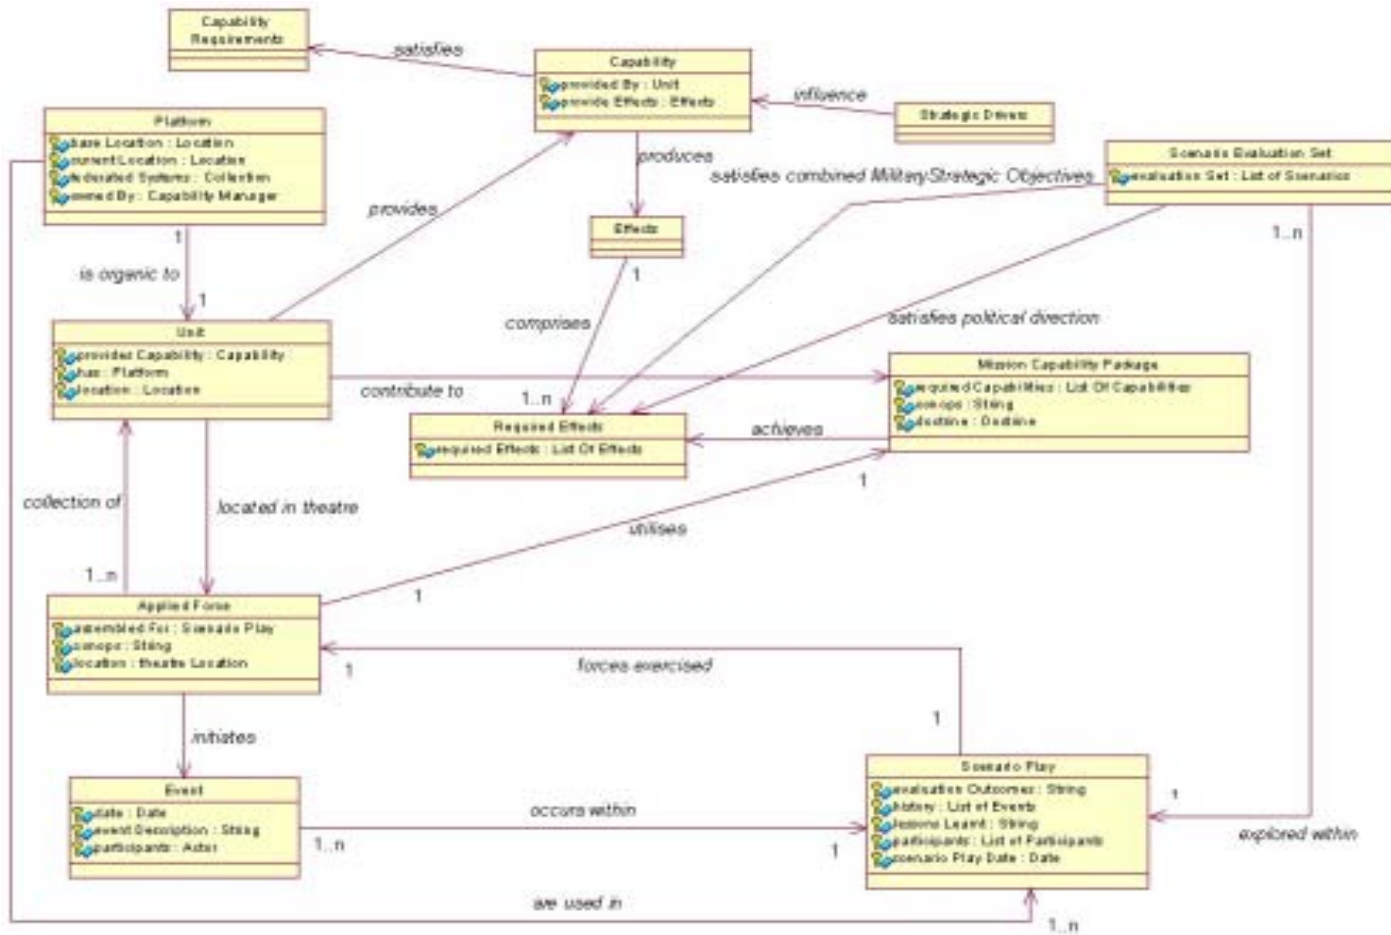 Capability
Requirements
satisfies
Capability
provided By : Unit
provide Effects : Effects
influence
Strategic Drivers
Platform
base Location : Location
current Location : Location
federated Systems : Collection
owned By : Capability Manager
produces
satisfies combined MilitaryStrategic Objectives
Scenario Evaluation Set
evaluation Set : List of Scenarios
provides
Effects
1
1
1..n
is organic to
1
comprises
satisfies political direction
Unit
provides Capability : Capability
has : Platform
location : Location
contribute to
1..n
Mission Capability Package
required Capabilities : List Of Capabilities
conops : String
doctrine : Doctrine
Required Effects
required Effects : List Of Effects
achieves
1
collection of
located in theatre
utilises
1..n
1
Applied Force
assembled For : Scenario Play
conops : String
location : theatre Location
forces exercised
1
1
initiates
Scenario Play
evaluation Outcomes : String
history : List of Events
lessons Learnt : String
participants : List of Participants
scenario Play Date : Date
Event
date : Date
event Description : String
participants : Actor
occurs within
1..n
1
1
explored within
are used in
1..n